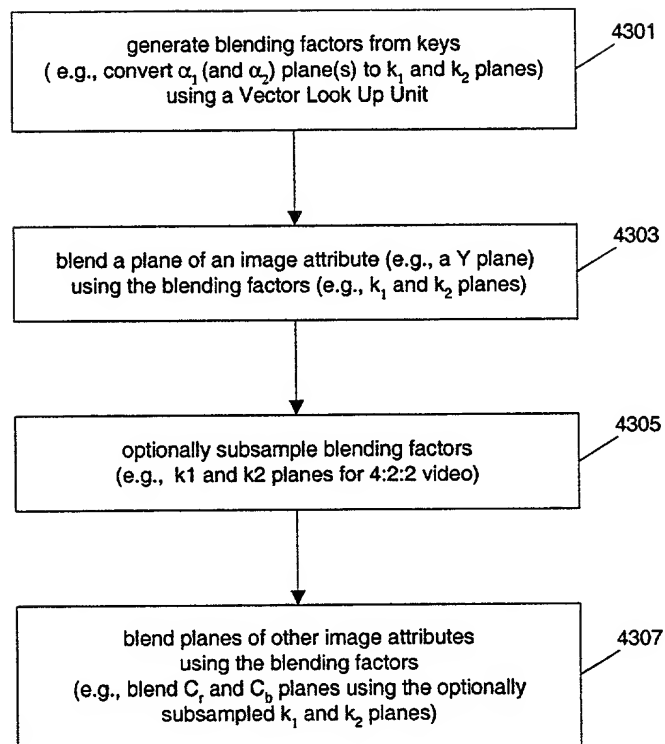 generate blending factors from keys
( e.g., convert α₁ (and α₂) plane(s) to k₁ and k₂ planes)
using a Vector Look Up Unit
4301
blend a plane of an image attribute (e.g., a Y plane)
using the blending factors (e.g., k₁ and k₂ planes)
4303
optionally subsample blending factors
(e.g., k1 and k2 planes for 4:2:2 video)
4305
blend planes of other image attributes
using the blending factors
(e.g., blend Cᵣ and C_b planes using the optionally
subsampled k₁ and k₂ planes)
4307